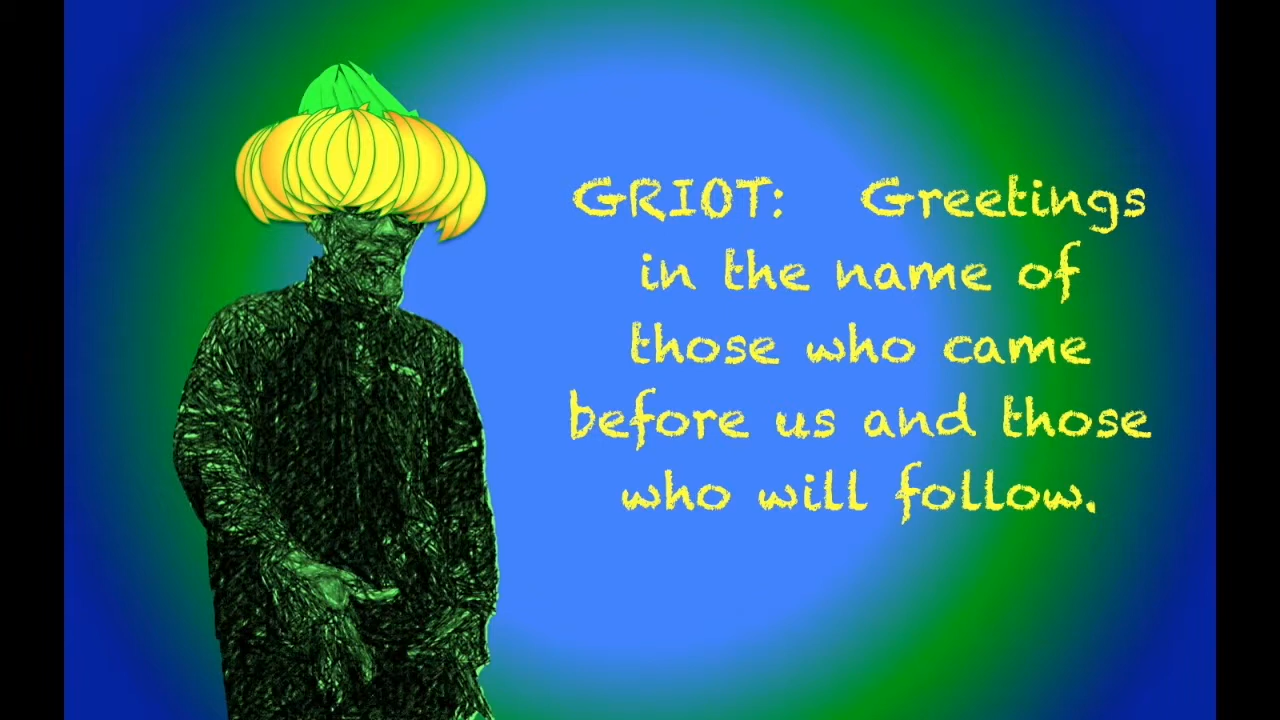 GRIOT: Greetings
in the name of
those who came
before us and those
who will follow.